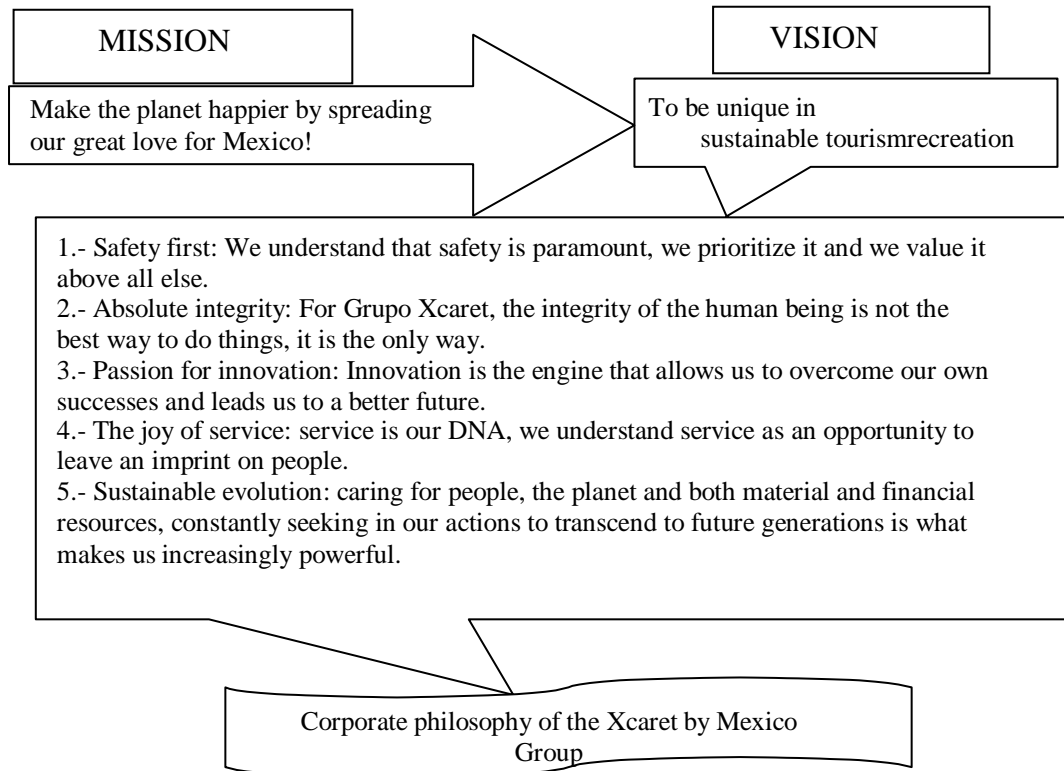 MISSION
VISION
Make the planet happier by spreading
our great love for Mexico!
To be unique in
sustainable tourismrecreation
1.- Safety first: We understand that safety is paramount, we prioritize it and we value it
above all else.
2.- Absolute integrity: For Grupo Xcaret, the integrity of the human being is not the
best way to do things, it is the only way.
3.- Passion for innovation: Innovation is the engine that allows us to overcome our own
successes and leads us to a better future.
4.- The joy of service: service is our DNA, we understand service as an opportunity to
leave an imprint on people.
5.- Sustainable evolution: caring for people, the planet and both material and financial
resources, constantly seeking in our actions to transcend to future generations is what
makes us increasingly powerful.
Corporate philosophy of the Xcaret by Mexico
Group